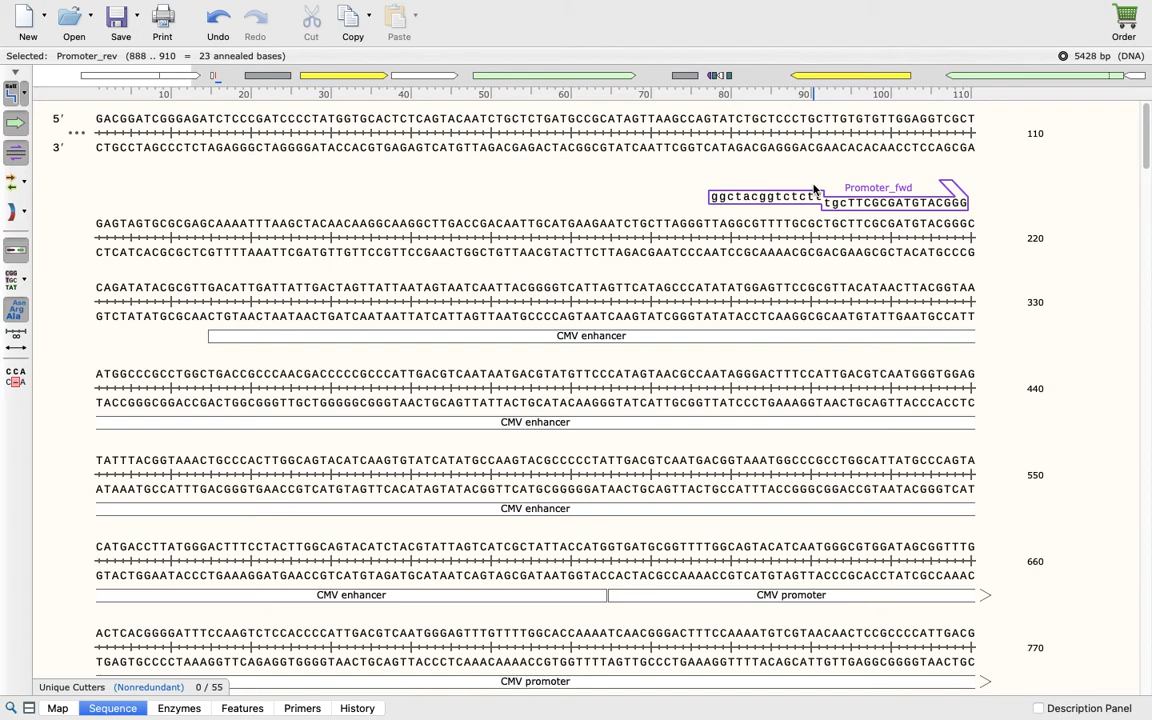 New Open Save Print Undo Redo Cut Copy Paste Order
Selected: Promoter_rev (888 .. 910 = 23 annealed bases) 5428 bp (DNA)
10 20 30 40 50 60 70 80 90 100 110
5' GACGGATCGGGAGATCTCCCGATCCCCTATGGTGCACTCTCAGTACAATCTGCTCTGATGCCGCATAGTTAAGCCAGTATCTGCTCCCTGCTTGTGTGTTGGAGGTCGCT
110
3' CTGCCTAGCCCTCTAGAGGGCTAGGGGATACCACGTGAGAGTCATGTTAGACGAGACTACGGCGTATCAATTCGGTCATAGACGAGGGACGAACACACAACCTCCAGCGA
Promoter_fwd
ggctacggtctctt
tgcTTCGCGATGTACGGG
GAGTAGTGCGCGAGCAAAATTTAAGCTACAACAAGGCAAGGCTTGACCGACAATTGCATGAAGAATCTGCTTAGGGTTAGGCGTTTTGCGCTGCTTCGCGATGTACGGGC
220
CTCATCACGCGCTCGTTTTAAATTCGATGTTGTTCCGTTCCGAACTGGCTGTTAACGTACTTCTTAGACGAATCCCAATCCGCAAAACGCGACGAAGCGCTACATGCCCG
CAGATATACGCGTTGACATTGATTATTGACTAGTTATTAATAGTAATCAATTACGGGGTCATTAGTTCATAGCCCATATATGGAGTTCCGCGTTACATAACTTACGGTAA
330
GTCTATATGCGCAACTGTAACTAATAACTGATCAATAATTATCATTAGTTAATGCCCCAGTAATCAAGTATCGGGTATATACCTCAAGGCGCAATGTATTGAATGCCATT
CMV enhancer
ATGGCCCGCCTGGCTGACCGCCCAACGACCCCCGCCCATTGACGTCAATAATGACGTATGTTCCCATAGTAACGCCAATAGGGACTTTCCATTGACGTCAATGGGTGGAG
440
TACCGGGCGGACCGACTGGCGGGTTGCTGGGGGCGGGTAACTGCAGTTATTACTGCATACAAGGGTATCATTGCGGTTATCCCTGAAAGGTAACTGCAGTTACCCACCTC
CMV enhancer
TATTTACGGTAAACTGCCCACTTGGCAGTACATCAAGTGTATCATATGCCAAGTACGCCCCCTATTGACGTCAATGACGGTAAATGGCCCGCCTGGCATTATGCCCAGTA
550
ATAAATGCCATTTGACGGGTGAACCGTCATGTAGTTCACATAGTATACGGTTCATGCGGGGGATAACTGCAGTTACTGCCATTTACCGGGCGGACCGTAATACGGGTCAT
CMV enhancer
CATGACCTTATGGGACTTTCCTACTTGGCAGTACATCTACGTATTAGTCATCGCTATTACCATGGTGATGCGGTTTTGGCAGTACATCAATGGGCGTGGATAGCGGTTTG
660
GTACTGGAATACCCTGAAAGGATGAACCGTCATGTAGATGCATAATCAGTAGCGATAATGGTACCACTACGCCAAAACCGTCATGTAGTTACCCGCACCTATCGCCAAAC
CMV enhancer CMV promoter
ACTCACGGGGATTTCCAAGTCTCCACCCCATTGACGTCAATGGGAGTTTGTTTTGGCACCAAAATCAACGGGACTTTCCAAAATGTCGTAACAACTCCGCCCCATTGACG
770
TGAGTGCCCCTAAAGGTTCAGAGGTGGGGTAACTGCAGTTACCCTCAAACAAAACCGTGGTTTTAGTTGCCCTGAAAGGTTTTACAGCATTGTTGAGGCGGGGTAACTGC
CMV promoter
Unique Cutters (Nonredundant) 0 / 55
Map Sequence Enzymes Features Primers History Description Panel